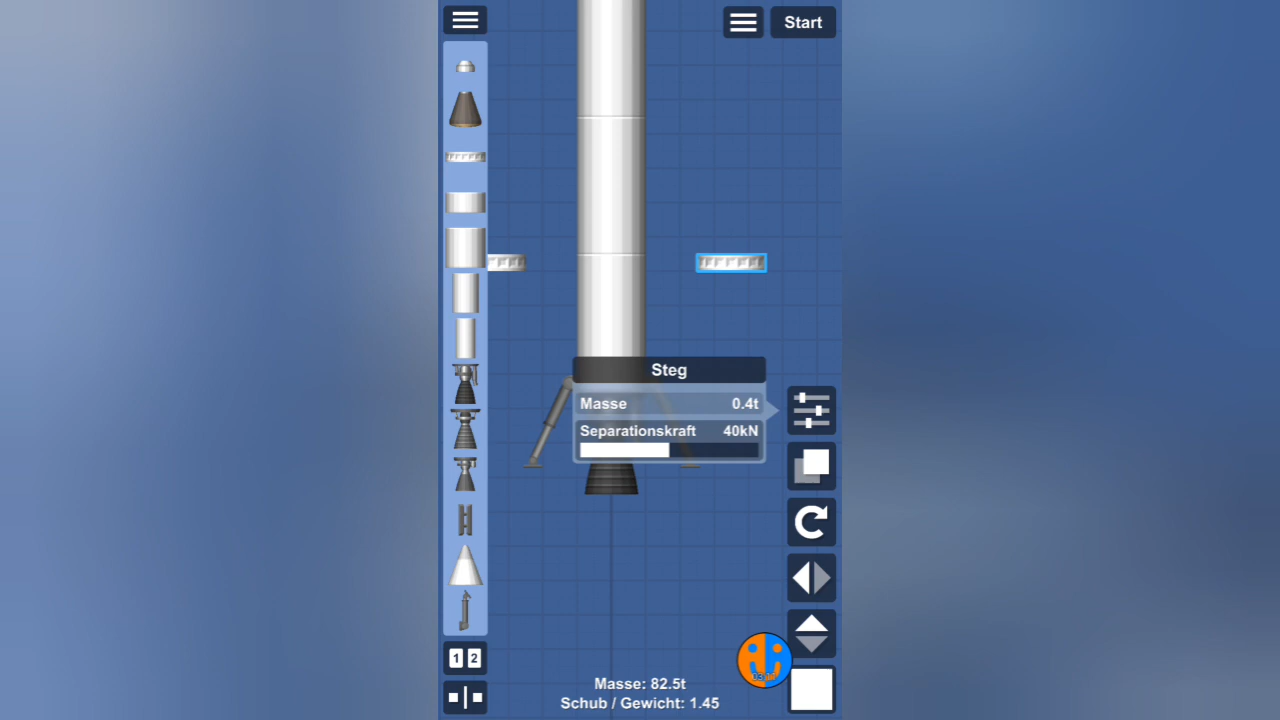 Start
Steg
Masse 0.4t
Separationskraft 40kN
1 2
Masse: 82.5t
Schub / Gewicht: 1.45